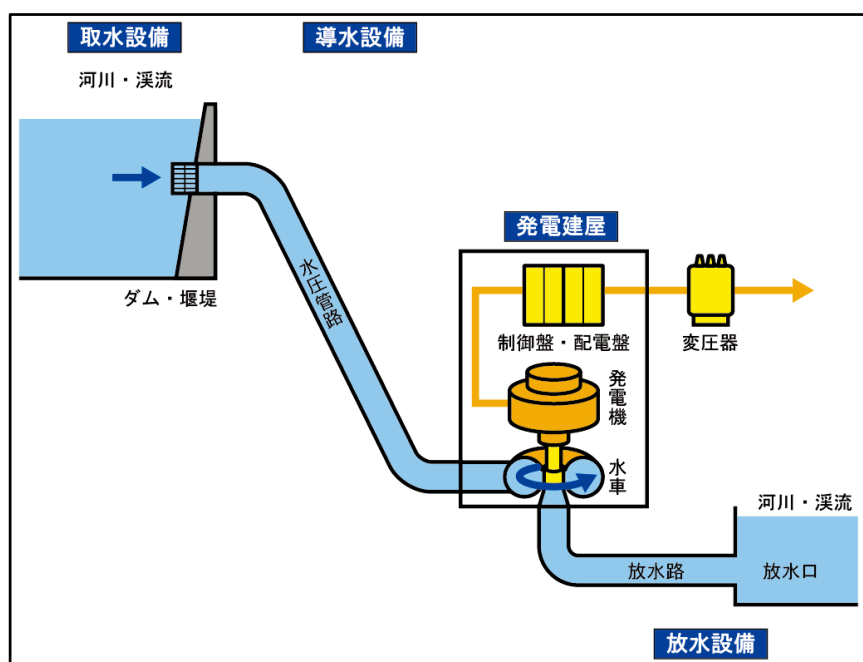 取水設備
導水設備
河川・渓流
ダム・堰堤
水圧管路
発電建屋
制御盤・配電盤
変圧器
発電機
水車
河川・渓流
放水路
放水口
放水設備